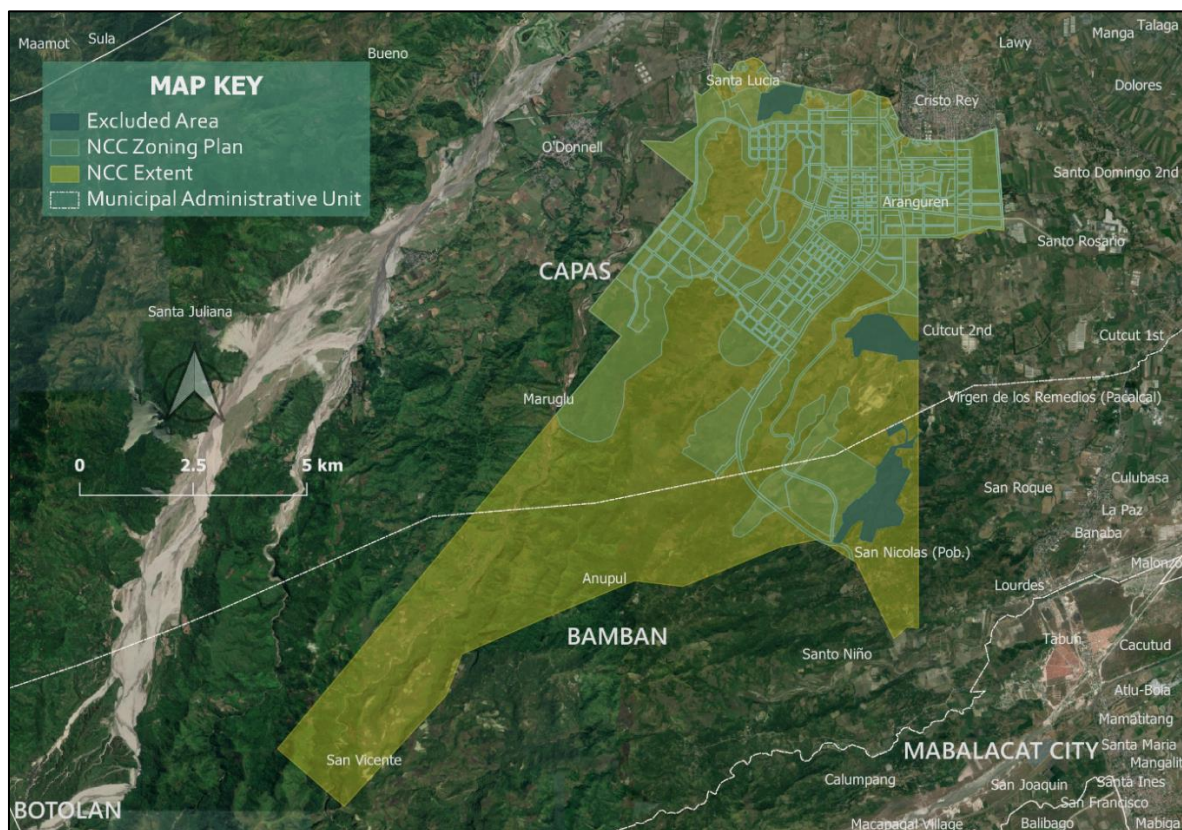 Talaga
Manga
Sula
Maamot
Lawy
Bueno
MAP KEY
Excluded Area
NCC Zoning Plan
NCC Extent
Municipal Administrative Unit
Santa Lucia
Dolores
Cristo Rey
O'Donnell
Santo Domingo 2nd
Aranguren
Santo Rosario
CAPAS
Santa Juliana
Cutcut 2nd
Cutcut 1st
Maruglu
Virgen de los Remedios (Pacalcal)
0
2.5
5 km
Culubasa
San Roque
La Paz
Banaba
San Nicolas (Pob.)
Malonzo
Anupul
Lourdes
BAMBAN
Tabun
Cacutud
Santo Niño
Atlu-Bola
Mamatitang
MABALACAT CITY
Santa Maria
San Vicente
Mangalit
Calumpang
San Joaquin
Santa Ines
San Francisco
BOTOLAN
Macapagal Village
Balibago
Mabiga